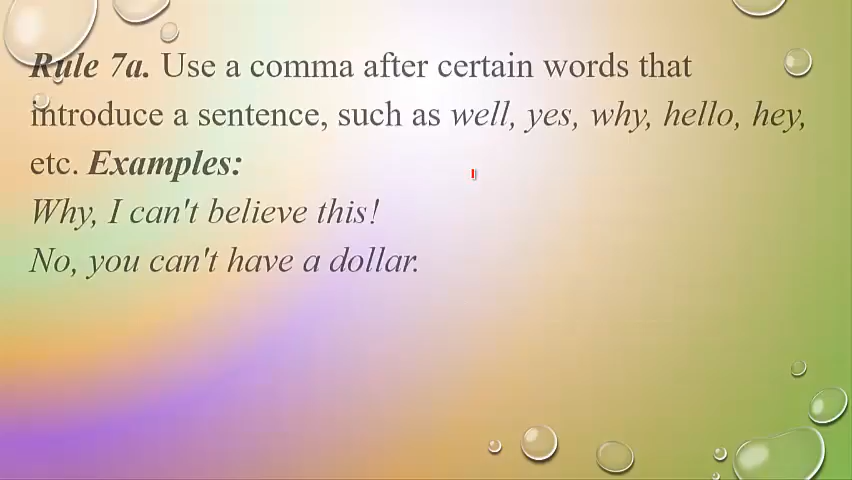 Rule 7a. Use a comma after certain words that
introduce a sentence, such as well, yes, why, hello, hey,
etc. Examples:
Why, I can't believe this!
No, you can't have a dollar.